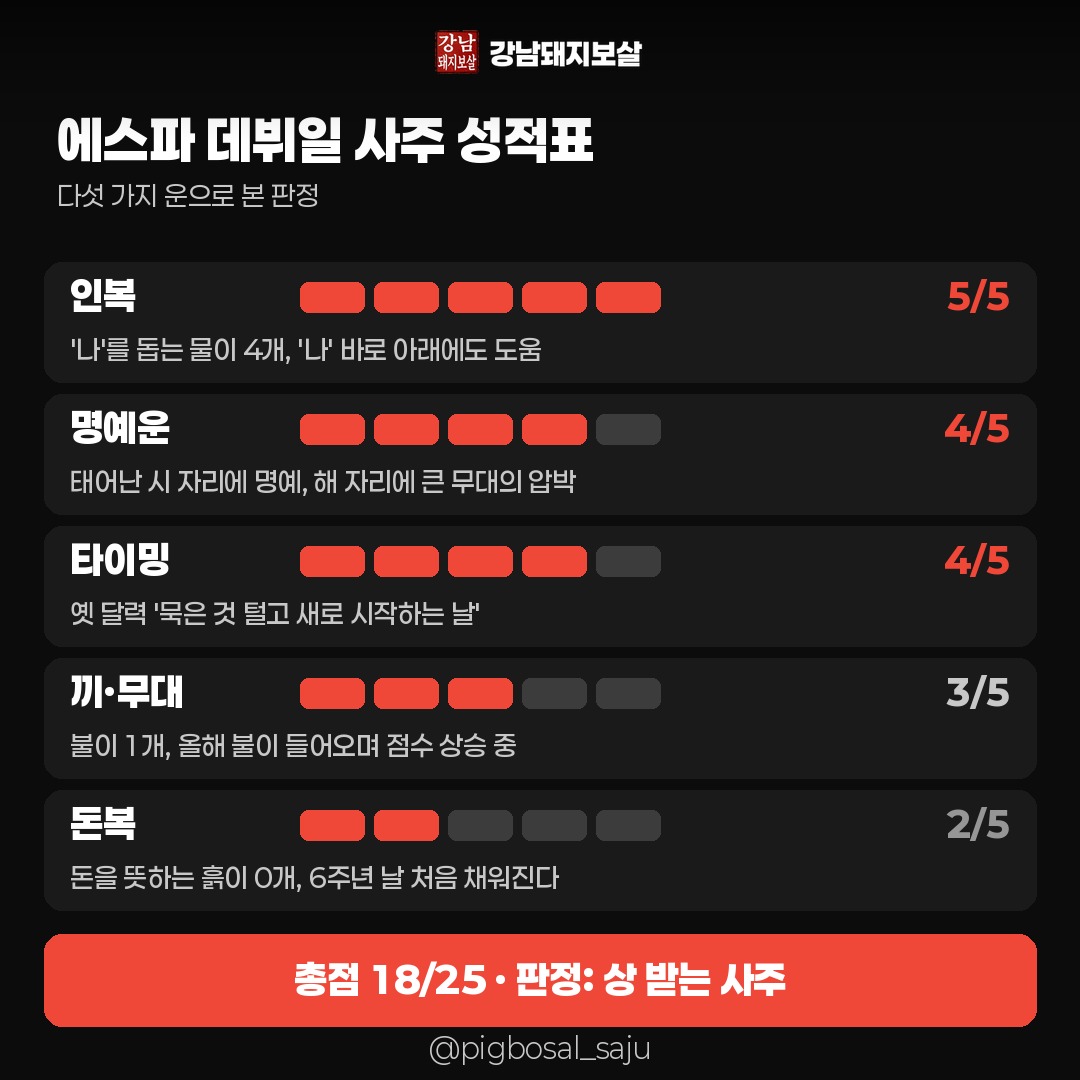 강남
돼지보살
강남돼지보살
에스파 데뷔일 사주 성적표
다섯 가지 운으로 본 판정
인복
5/5
'나'를 돕는 물이 4개, '나' 바로 아래에도 도움
명예운
4/5
태어난 시 자리에 명예, 해 자리에 큰 무대의 압박
타이밍
4/5
옛 달력 '묵은 것 털고 새로 시작하는 날'
끼·무대
3/5
불이 1개, 올해 불이 들어오며 점수 상승 중
돈복
2/5
돈을 뜻하는 흙이 0개, 6주년 날 처음 채워진다
총점 18/25 · 판정: 상 받는 사주
@pigbosal_saju